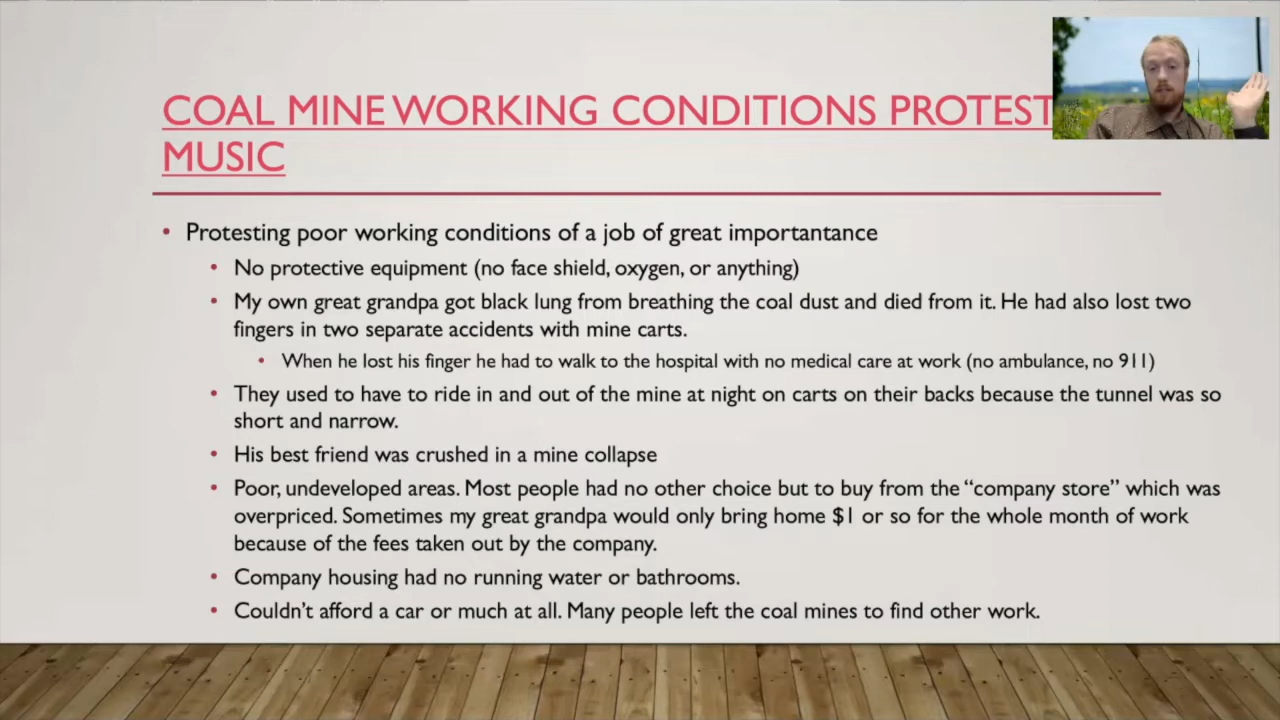 COAL MINE WORKING CONDITIONS PROTEST
MUSIC
• Protesting poor working conditions of a job of great importantance
• No protective equipment (no face shield, oxygen, or anything)
• My own great grandpa got black lung from breathing the coal dust and died from it. He had also lost two
fingers in two separate accidents with mine carts.
• When he lost his finger he had to walk to the hospital with no medical care at work (no ambulance, no 911)
• They used to have to ride in and out of the mine at night on carts on their backs because the tunnel was so
short and narrow.
• His best friend was crushed in a mine collapse
• Poor, undeveloped areas. Most people had no other choice but to buy from the “company store” which was
overpriced. Sometimes my great grandpa would only bring home $1 or so for the whole month of work
because of the fees taken out by the company.
• Company housing had no running water or bathrooms.
• Couldn’t afford a car or much at all. Many people left the coal mines to find other work.